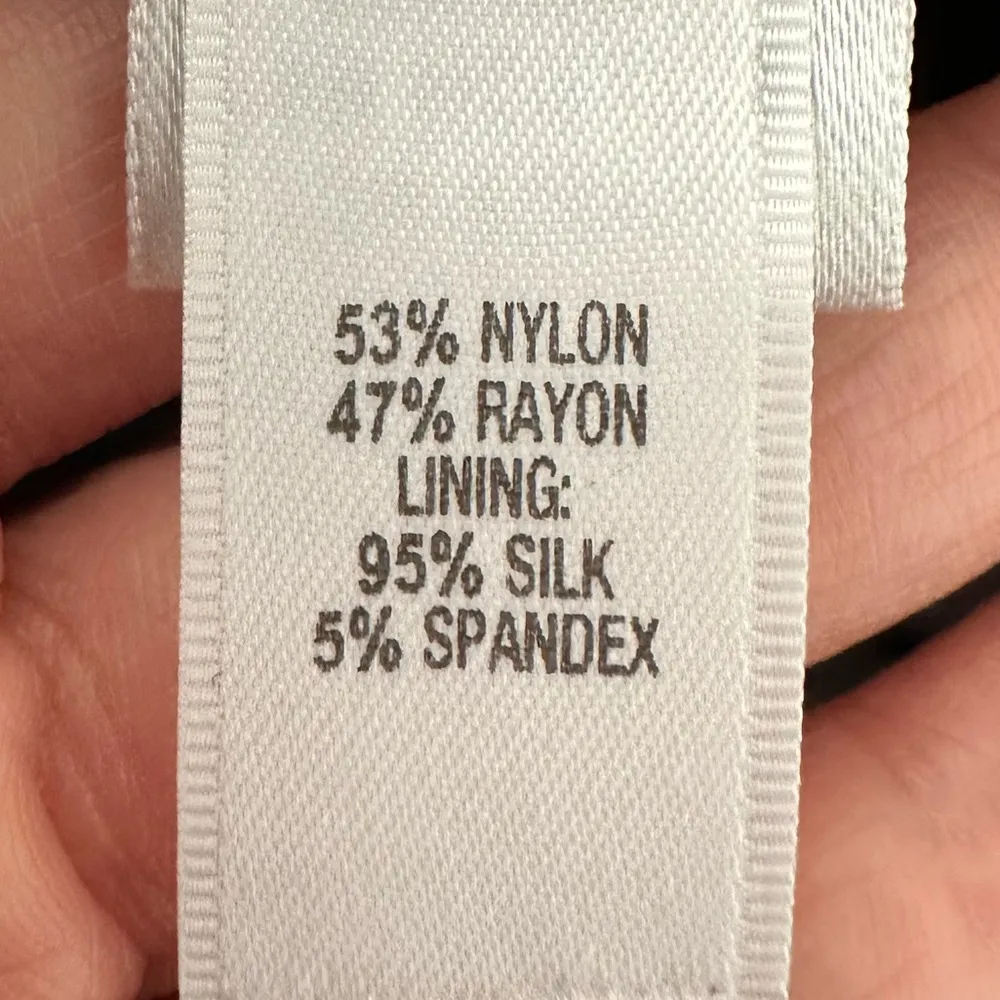 53% NYLON
47% RAYON
LINING:
95% SILK
5% SPANDEX